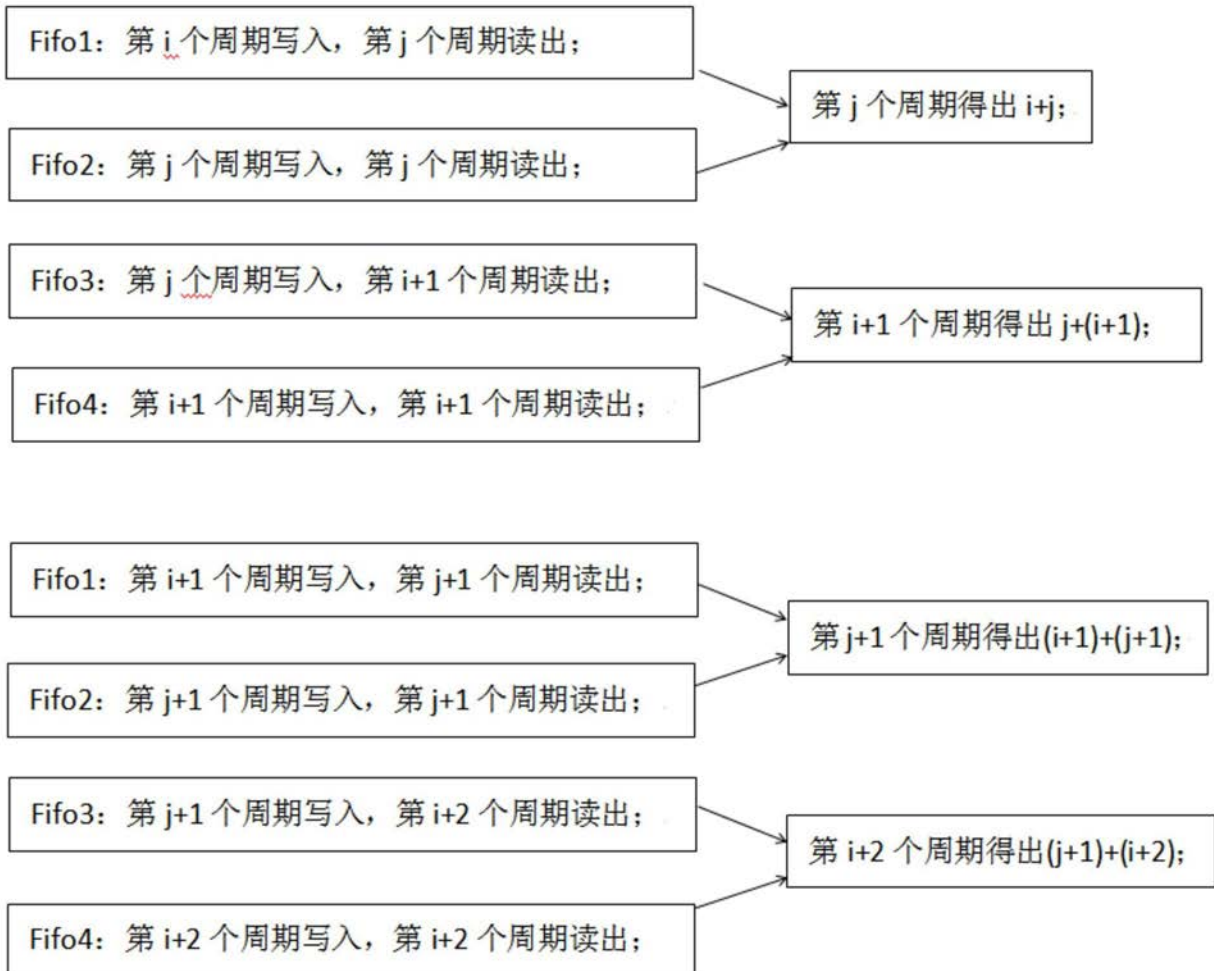 Fifo1：第 i 个周期写入，第 j 个周期读出；
第 j 个周期得出 i+j；
Fifo2：第 j 个周期写入，第 j 个周期读出；
Fifo3：第 j 个周期写入，第 i+1 个周期读出；
第 i+1 个周期得出 j+(i+1)；
Fifo4：第 i+1 个周期写入，第 i+1 个周期读出；
Fifo1：第 i+1 个周期写入，第 j+1 个周期读出；
第 j+1 个周期得出(i+1)+(j+1)；
Fifo2：第 j+1 个周期写入，第 j+1 个周期读出；
Fifo3：第 j+1 个周期写入，第 i+2 个周期读出；
第 i+2 个周期得出(j+1)+(i+2)；
Fifo4：第 i+2 个周期写入，第 i+2 个周期读出；